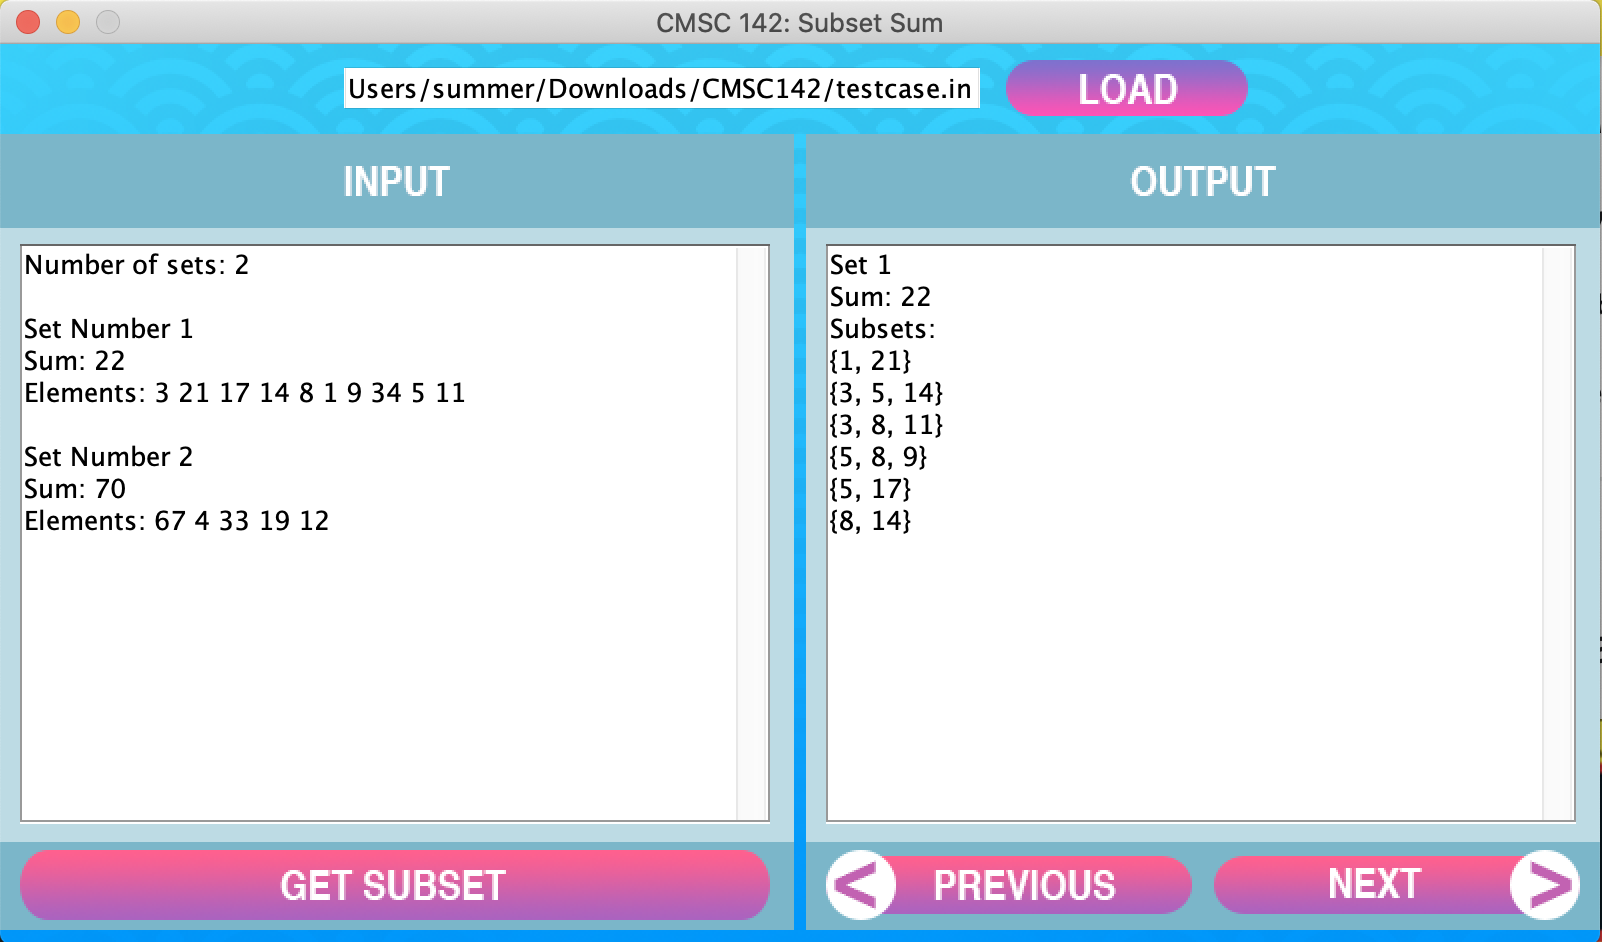 CMSC 142: Subset Sum
Users/summer/Downloads/CMSC142/testcase.in
LOAD
INPUT
Number of sets: 2
Set Number 1
Sum: 22
Elements: 3 21 17 14 8 1 9 34 5 11
Set Number 2
Sum: 70
Elements: 67 4 33 19 12
GET SUBSET
OUTPUT
Set 1
Sum: 22
Subsets:
{1, 21}
{3, 5, 14}
{3, 8, 11}
{5, 8, 9}
{5, 17}
{8, 14}
< PREVIOUS
NEXT >